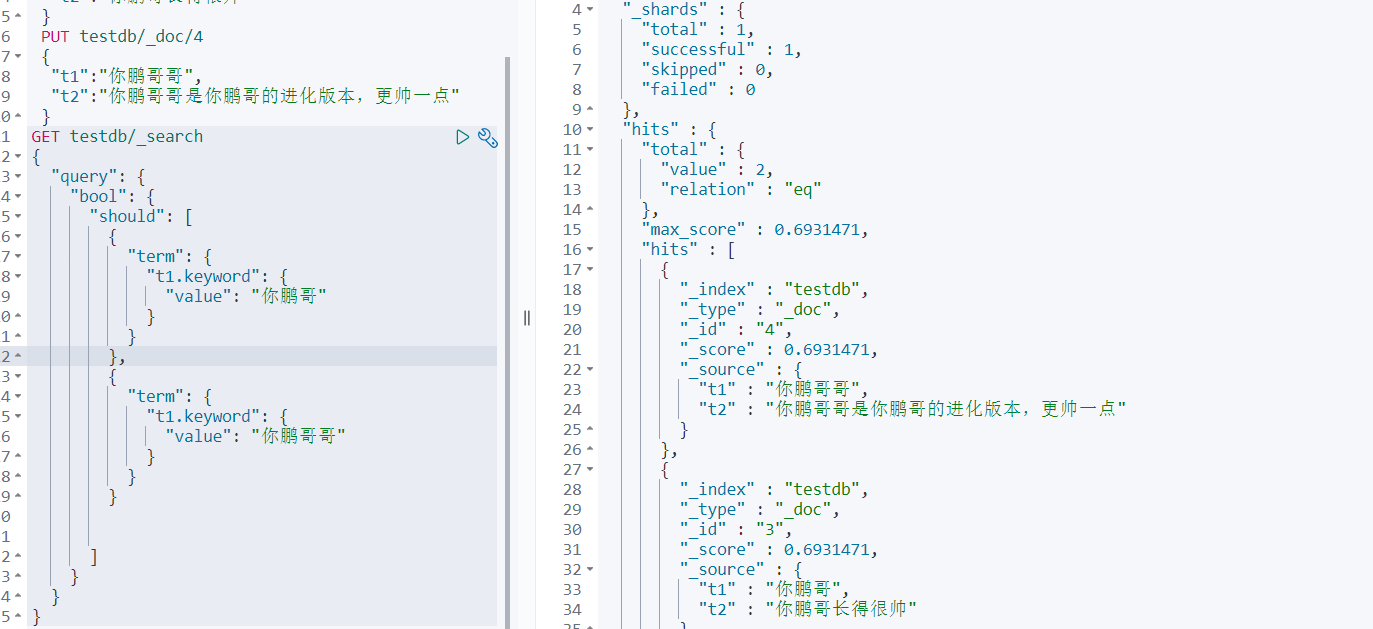 "t2":"你鹏哥长得很帅"
5 }
6 PUT testdb/_doc/4
7 {
8 "t1":"你鹏哥哥",
9 "t2":"你鹏哥哥是你鹏哥的进化版本，更帅一点"
0 }
1 GET testdb/_search
2 {
3 "query": {
4 "bool": {
5 "should": [
6 {
7 "term": {
8 "t1.keyword": {
9 "value": "你鹏哥"
0 }
1 }
2 },
3 {
4 "term": {
5 "t1.keyword": {
6 "value": "你鹏哥哥"
7 }
8 }
9 }
0
1
2 ]
3 }
4 }
5 }
4 "_shards" : {
5 "total" : 1,
6 "successful" : 1,
7 "skipped" : 0,
8 "failed" : 0
9 },
10 "hits" : {
11 "total" : {
12 "value" : 2,
13 "relation" : "eq"
14 },
15 "max_score" : 0.6931471,
16 "hits" : [
17 {
18 "_index" : "testdb",
19 "_type" : "_doc",
20 "_id" : "4",
21 "_score" : 0.6931471,
22 "_source" : {
23 "t1" : "你鹏哥哥",
24 "t2" : "你鹏哥哥是你鹏哥的进化版本，更帅一点"
25 }
26 },
27 {
28 "_index" : "testdb",
29 "_type" : "_doc",
30 "_id" : "3",
31 "_score" : 0.6931471,
32 "_source" : {
33 "t1" : "你鹏哥",
34 "t2" : "你鹏哥长得很帅"
35 }